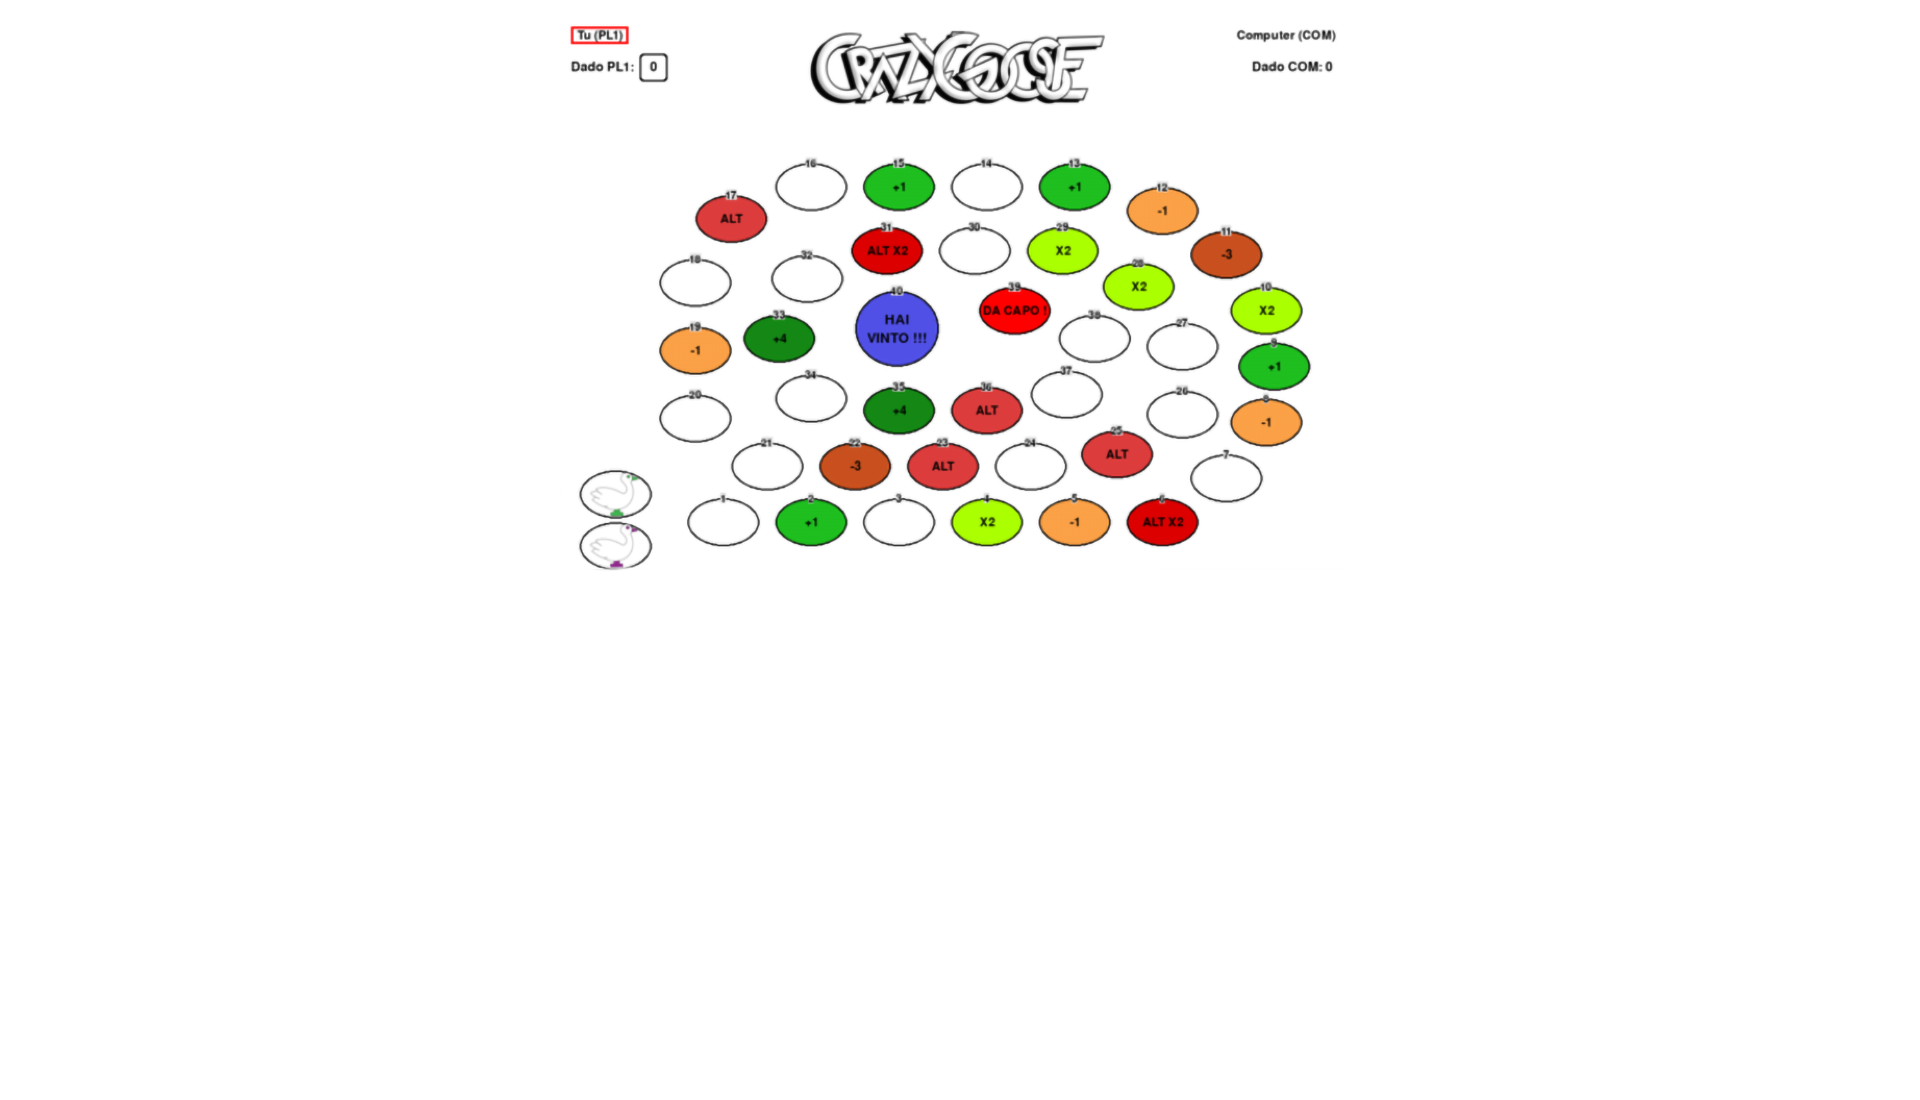 Tu (PL1)
CRAZYGOOSE
Computer (COM)
Dado PL1: 0
Dado COM: 0
16
15
+1
14
13
+1
17
ALT
12
-1
31
ALT X2
30
29
X2
11
-3
18
32
28
X2
40
HAI
VINTO !!!
39
DA CAPO !
10
X2
19
-1
33
+4
38
27
9
+1
34
35
+4
36
ALT
37
20
26
8
-1
21
22
-3
23
ALT
24
25
ALT
7
1
2
+1
3
4
X2
5
-1
6
ALT X2